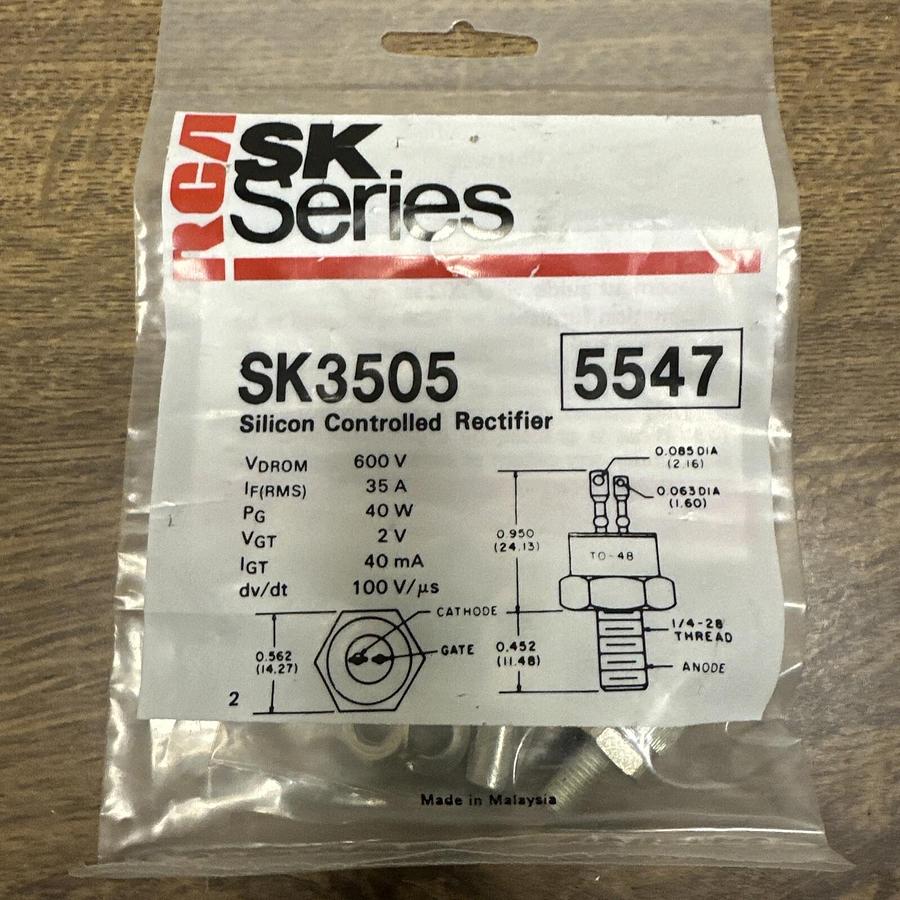 RCA
SK
Series
SK3505
5547
Silicon Controlled Rectifier
VDROM 600 V
IF(RMS) 35 A
PG 40 W
VGT 2 V
IGT 40 mA
dv/dt 100 V/μs
0.085 DIA
(2.16)
0.063 DIA
(1.60)
0.950
(24.13)
TO-48
CATHODE
GATE
0.562
(14.27)
0.452
(11.48)
1/4-28
THREAD
ANODE
2
Made in Malaysia